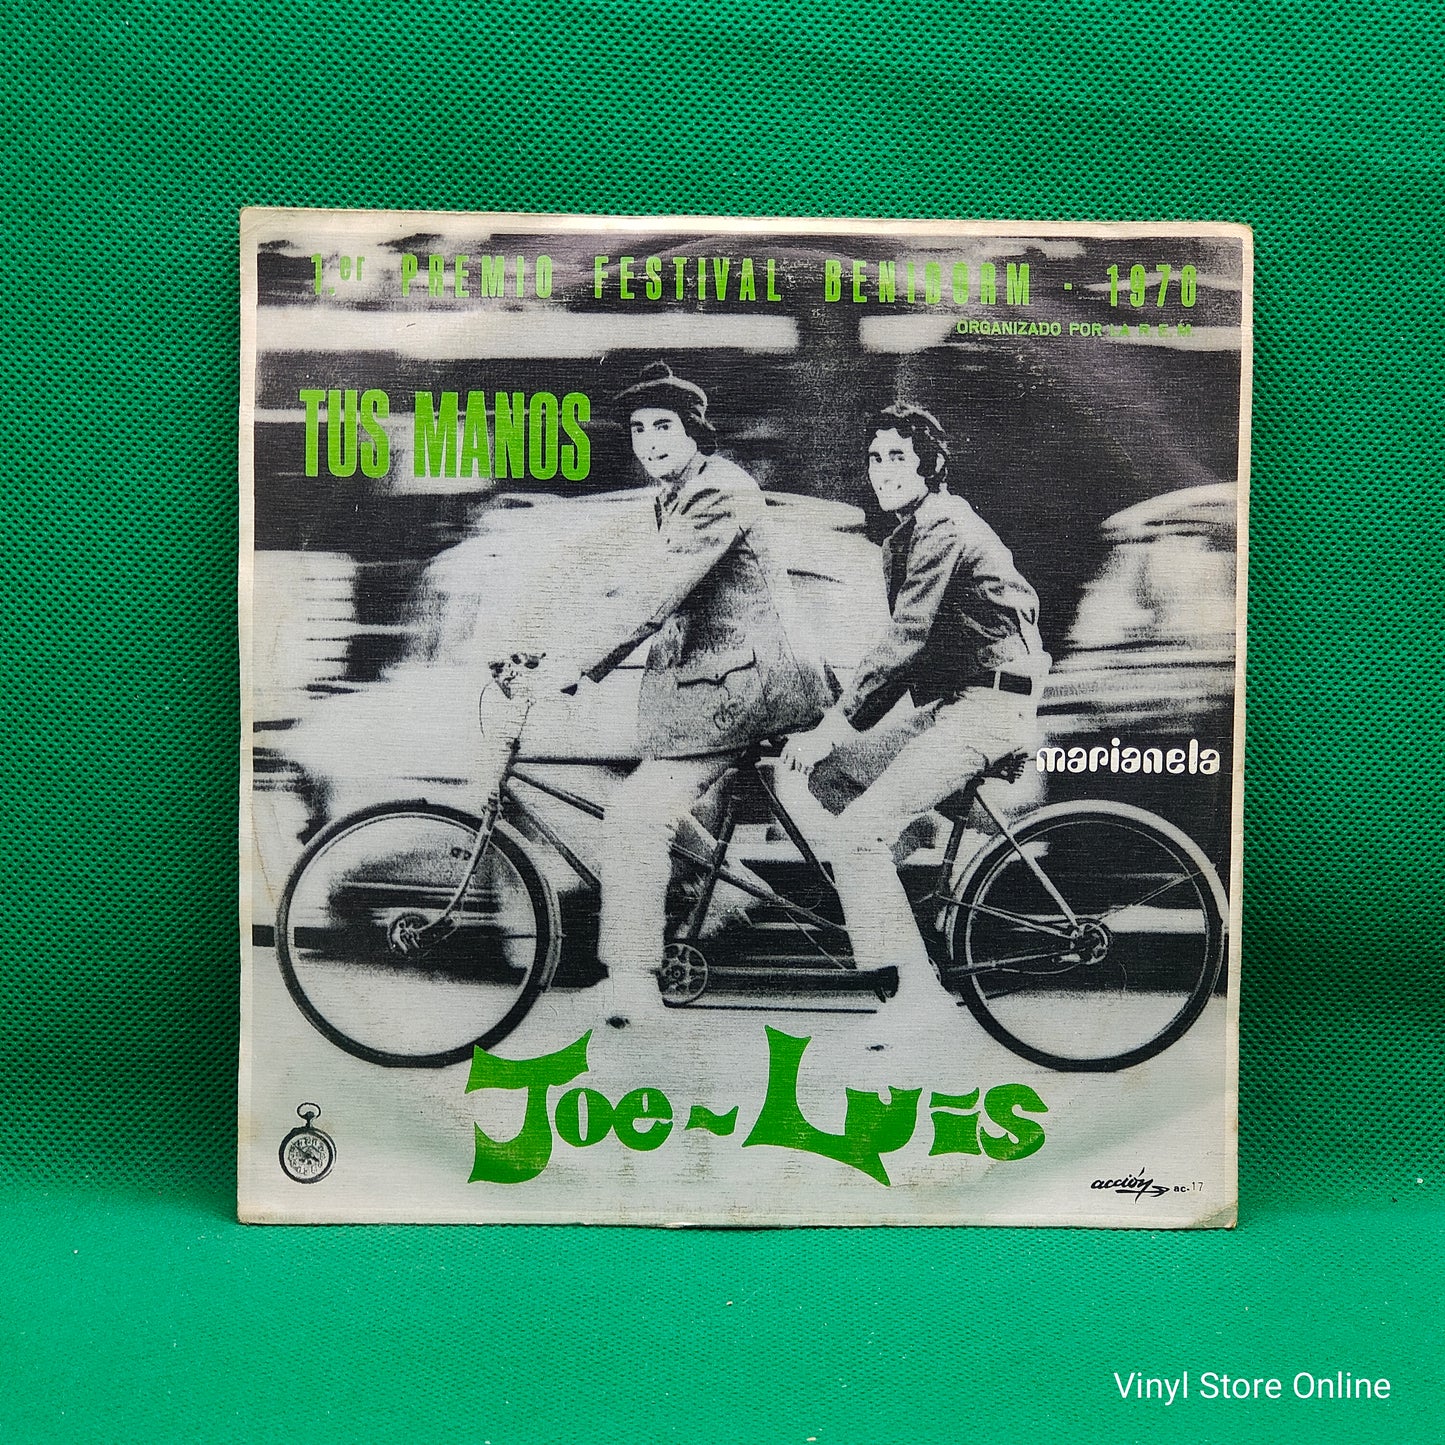 1.er PREMIO FESTIVAL BENIDORM - 1970
ORGANIZADO POR LA R.E.M.
TUS MANOS
marianela
Joe-Luis
acción ac-17
Vinyl Store Online